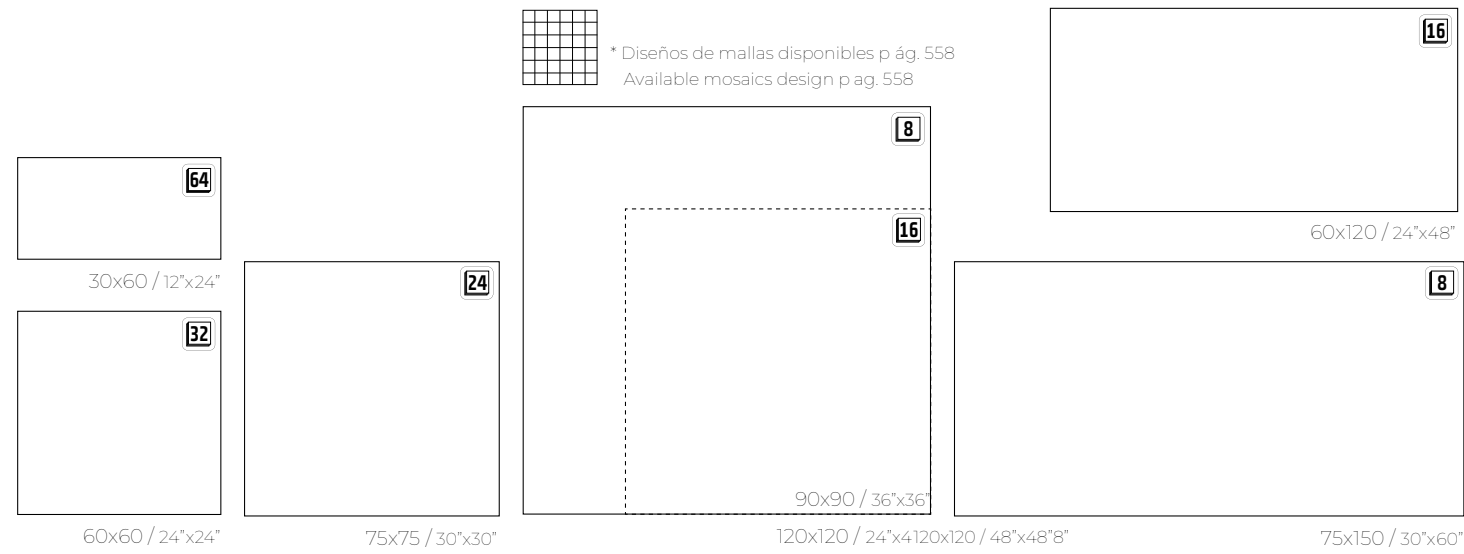 * Diseños de mallas disponibles p ág. 558
Available mosaics design p ag. 558
16
60x120 / 24”x48”
8
16
90x90 / 36”x36”
120x120 / 24”x4120x120 / 48”x48”8”
64
30x60 / 12”x24”
32
60x60 / 24”x24”
24
75x75 / 30”x30”
8
75x150 / 30”x60”